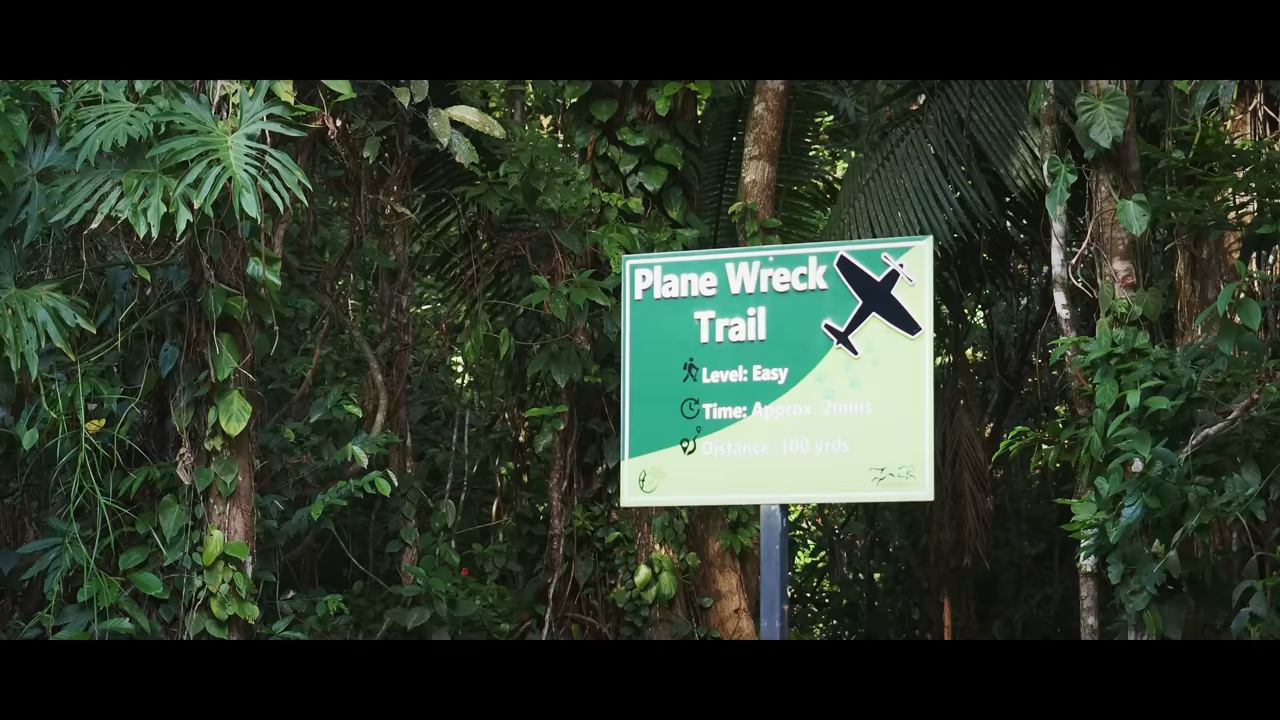 Plane Wreck
Trail
Level: Easy
Time: Approx. 2mins
Distance: 100 yrds